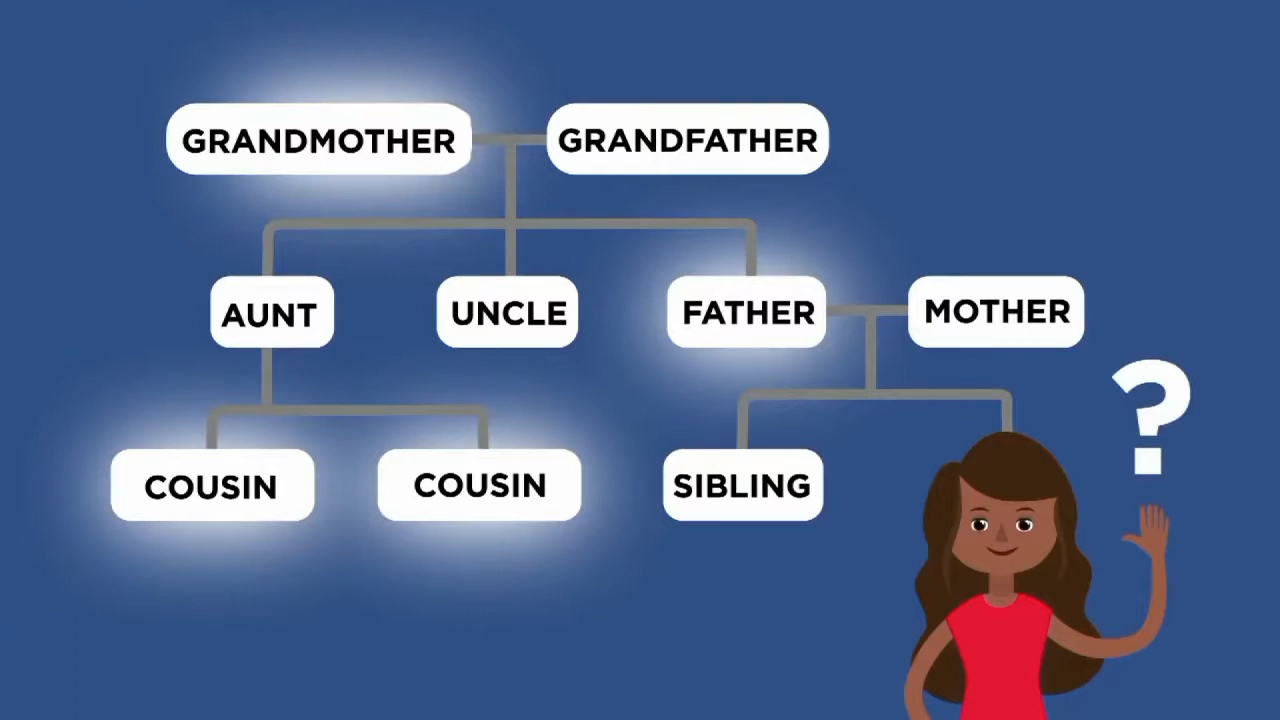 GRANDMOTHER GRANDFATHER
AUNT UNCLE FATHER MOTHER
?
COUSIN COUSIN SIBLING